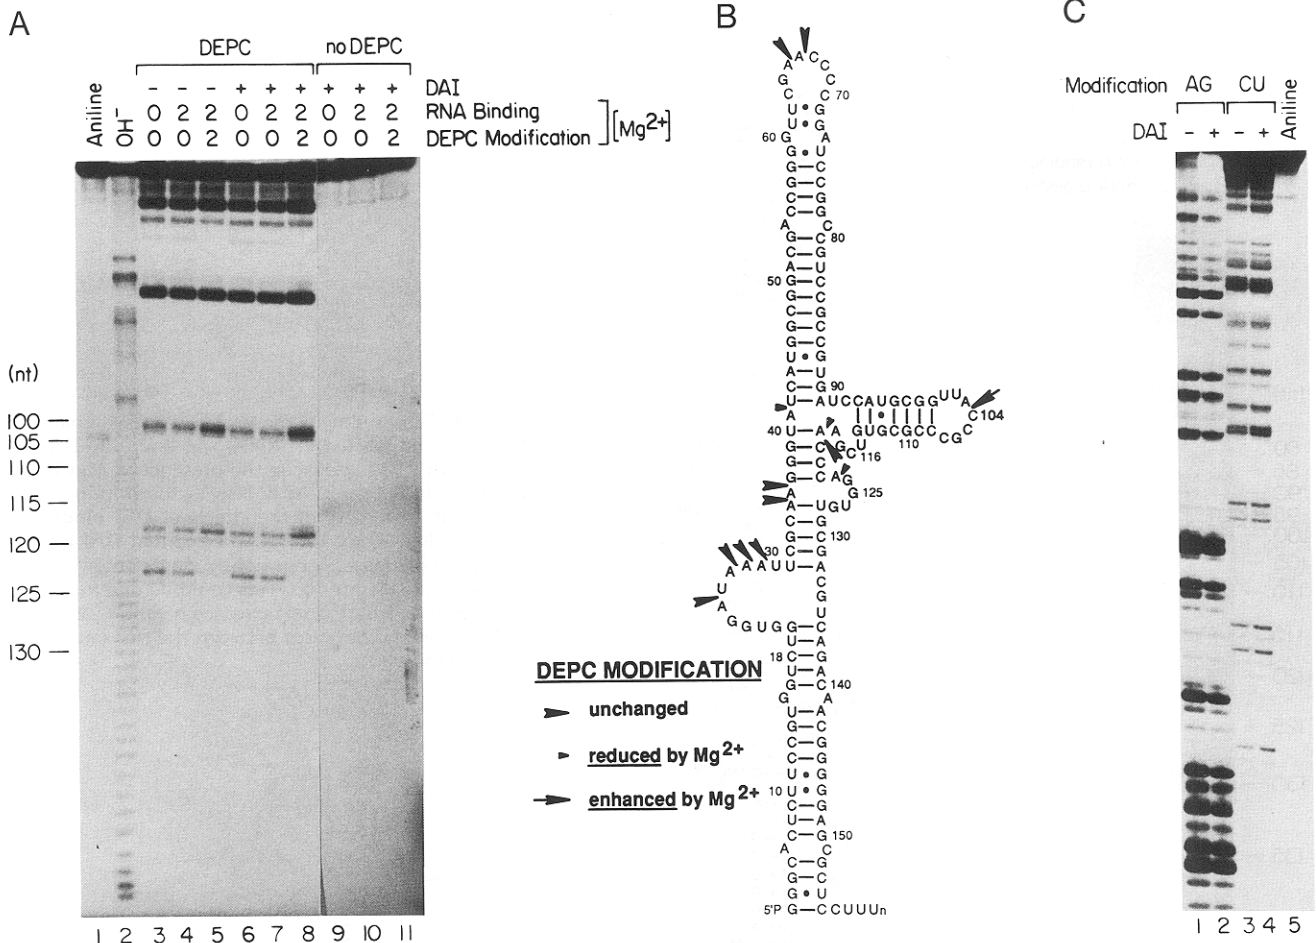 A
DEPC
no DEPC
Aniline
OH⁻
- - - + + + + + + DAI
0 2 2 0 2 2 0 2 2 RNA Binding
0 0 2 0 0 2 0 0 2 DEPC Modification
[Mg2+]
(nt)
100
105
110
115
120
125
130
1 2 3 4 5 6 7 8 9 10 11
B
A A C C
G C
C C 70
U • G
U • G
60 G—A
G • U
G—C
G—C
C—G
C—G
A C
G—C 80
C—G
A—U
50 G—C
G—C
C—G
G—C
G—C
U • G
A—U
C—G 90
U—A UCCAUGCGGUUA
A C 104
40 U—A A GUGCGCC CGC
110
116
G—C
G—C
G—C A G
A G 125
A U G U
C—G
G—C 130
C—G
30
A A A U U—A
U C
A G
G G U G G U
U—A
18 C—G
U—A
G—C 140
G A
U—A
G—C
C—G
C—G
U • G
10 U • G
C—G
U—A
C—G 150
A C
C—G
G—C
G • U
5'P G—CCUUUn
DEPC MODIFICATION
unchanged
reduced by Mg2+
enhanced by Mg2+
C
Modification AG CU
Aniline
DAI - + - +
1 2 3 4 5